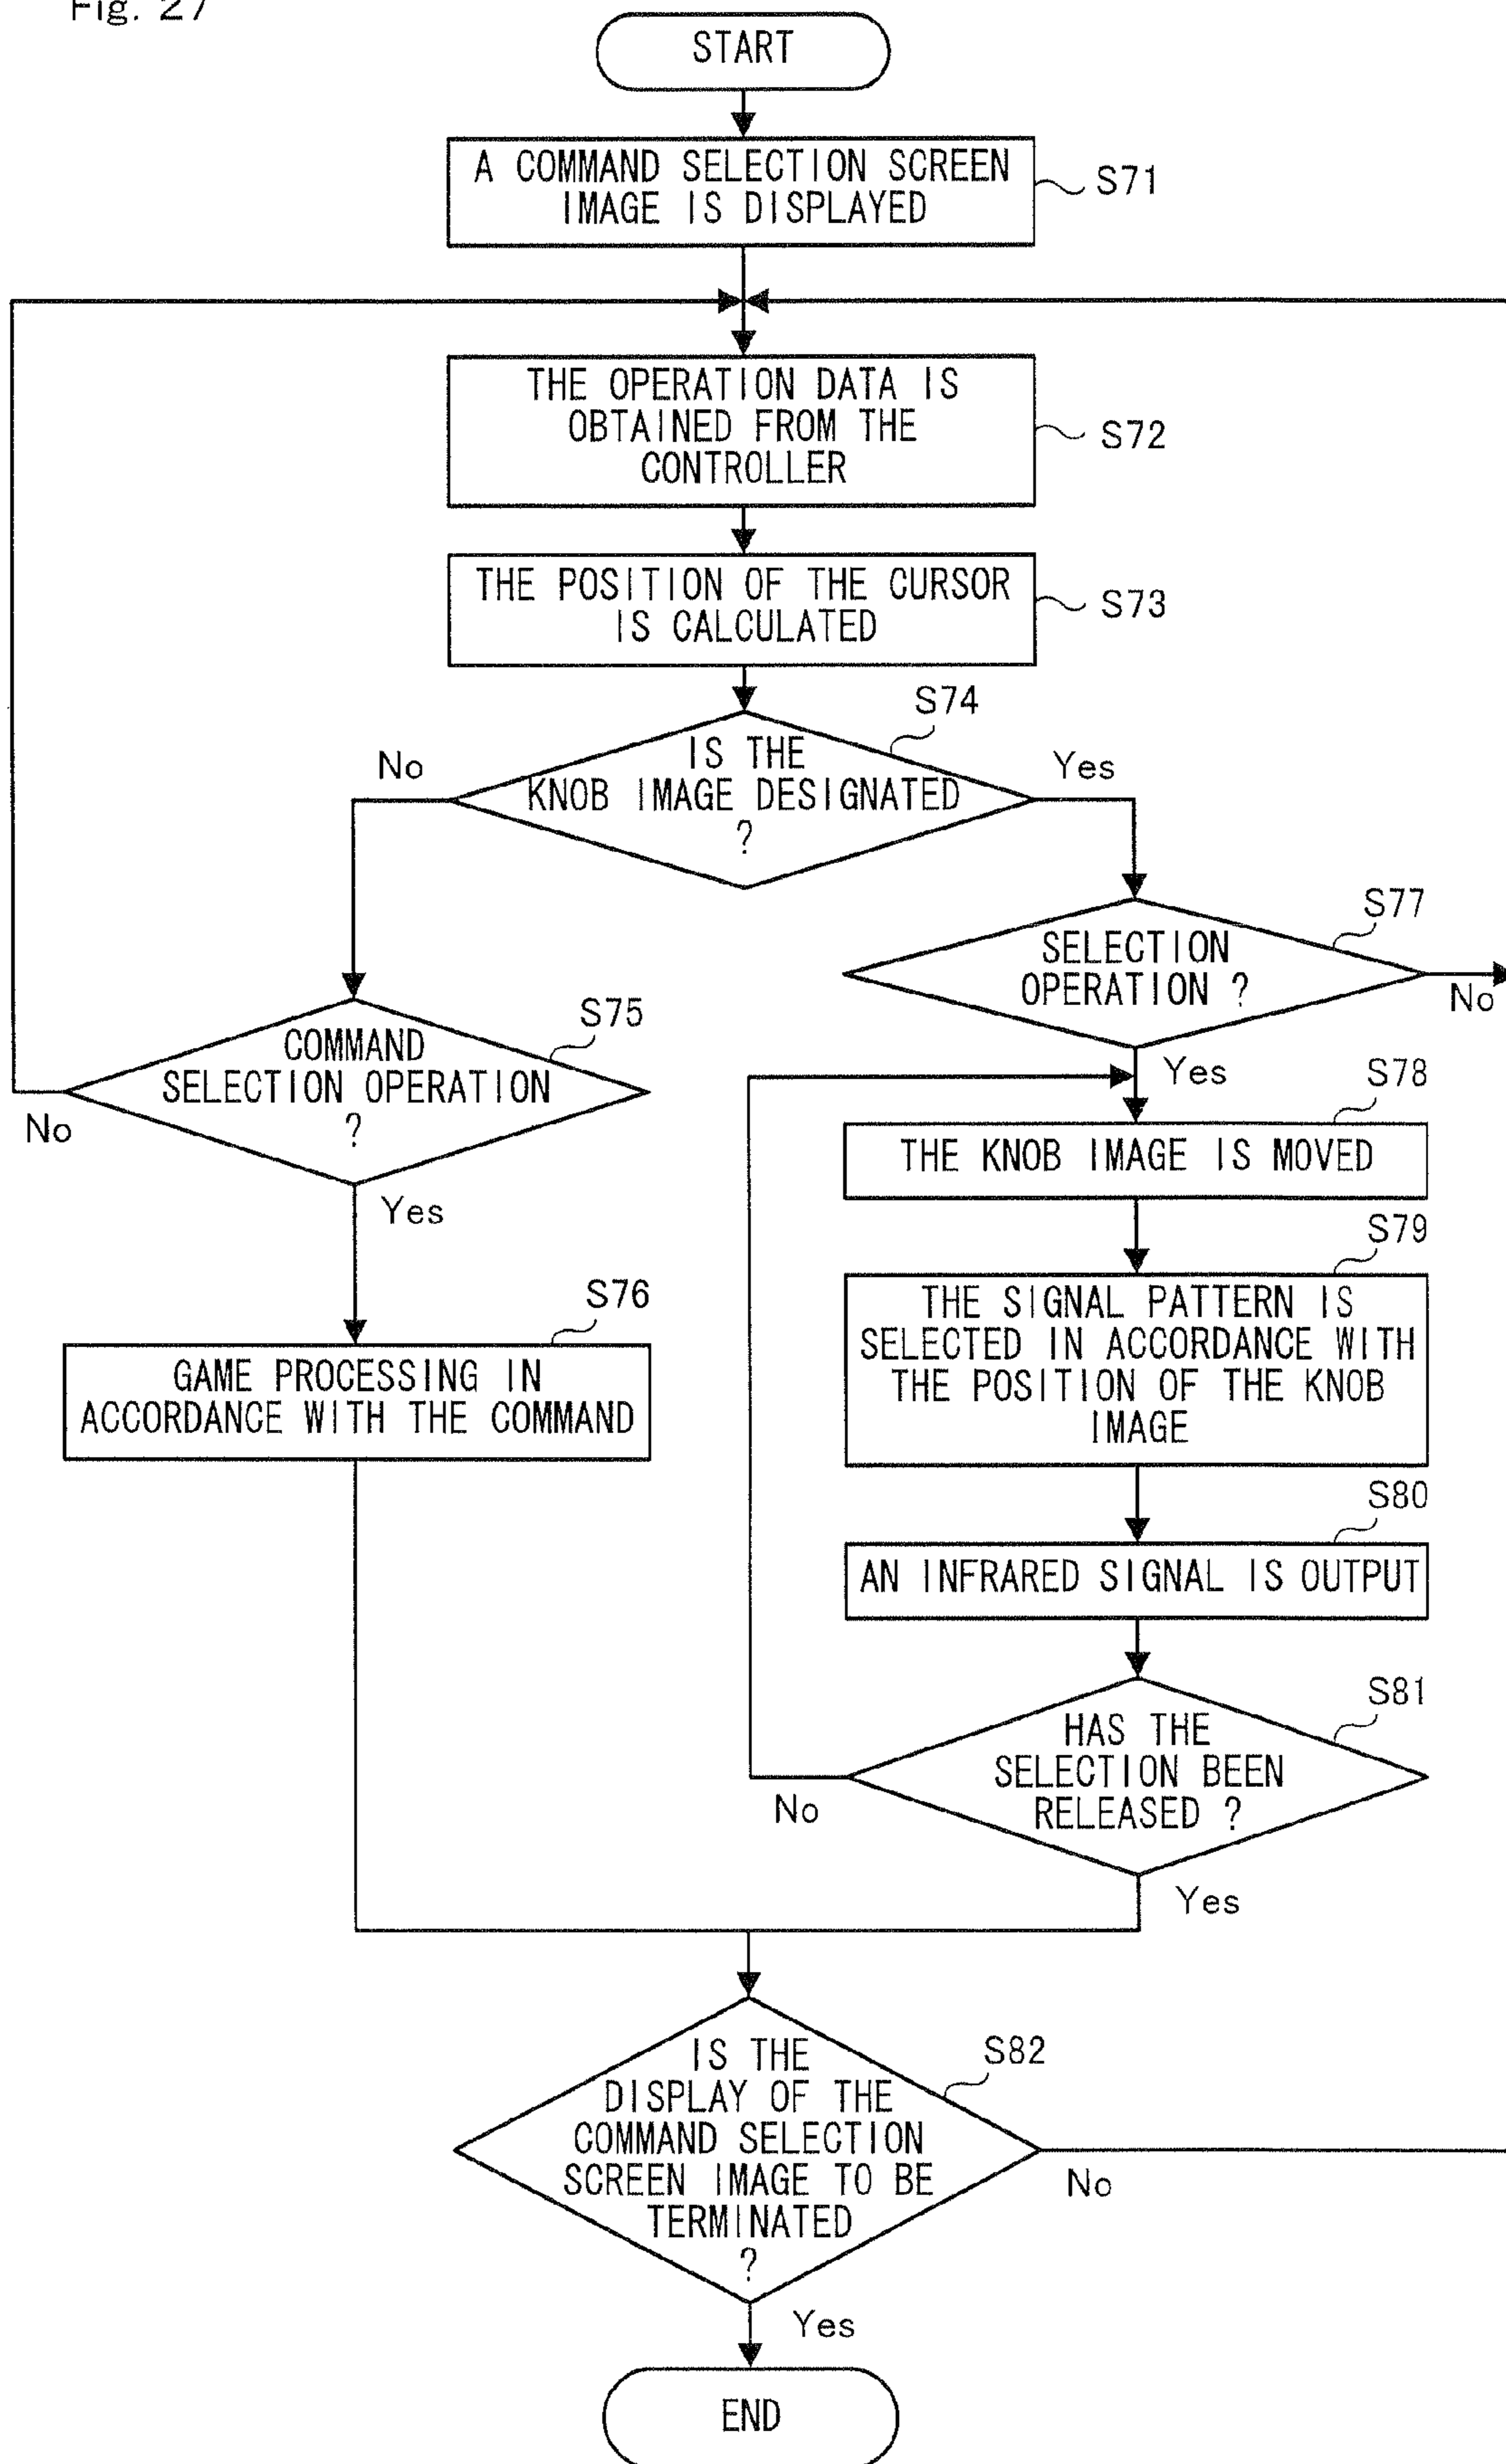 Fig. 27
START
A COMMAND SELECTION SCREEN
IMAGE IS DISPLAYED
S71
THE OPERATION DATA IS
OBTAINED FROM THE
CONTROLLER
S72
THE POSITION OF THE CURSOR
IS CALCULATED
S73
S74
IS THE
KNOB IMAGE DESIGNATED
?
No
Yes
S77
SELECTION
OPERATION ?
No
Yes
S75
COMMAND
SELECTION OPERATION
?
No
Yes
S78
THE KNOB IMAGE IS MOVED
S79
THE SIGNAL PATTERN IS
SELECTED IN ACCORDANCE WITH
THE POSITION OF THE KNOB
IMAGE
S76
GAME PROCESSING IN
ACCORDANCE WITH THE COMMAND
S80
AN INFRARED SIGNAL IS OUTPUT
S81
HAS THE
SELECTION BEEN
RELEASED ?
No
Yes
S82
IS THE
DISPLAY OF THE
COMMAND SELECTION
SCREEN IMAGE TO BE
TERMINATED
?
No
Yes
END